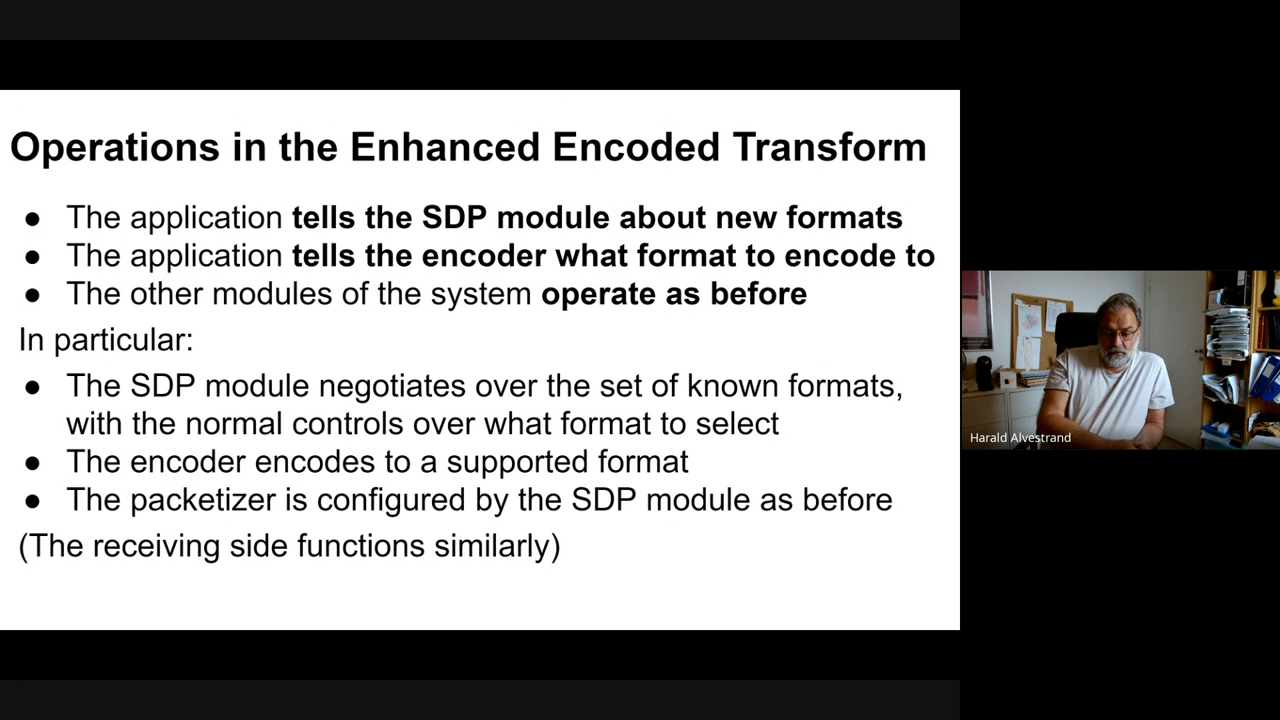 Operations in the Enhanced Encoded Transform
● The application tells the SDP module about new formats
● The application tells the encoder what format to encode to
● The other modules of the system operate as before
In particular:
● The SDP module negotiates over the set of known formats,
with the normal controls over what format to select
● The encoder encodes to a supported format
● The packetizer is configured by the SDP module as before
(The receiving side functions similarly)
Harald Alvestrand